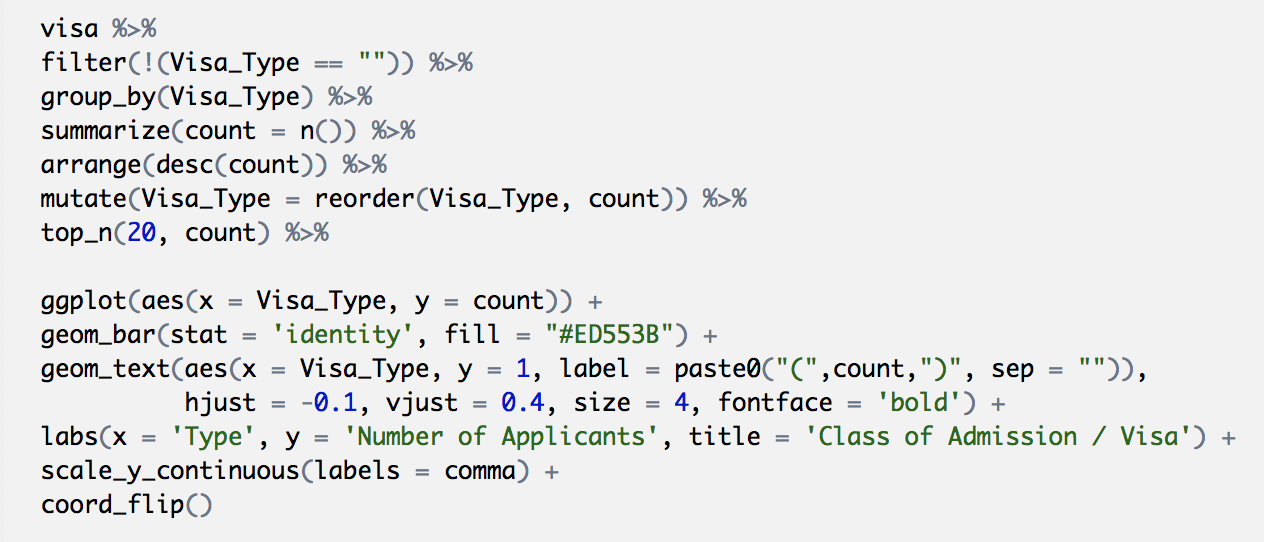 visa %>%
filter(!(Visa_Type == "")) %>%
group_by(Visa_Type) %>%
summarize(count = n()) %>%
arrange(desc(count)) %>%
mutate(Visa_Type = reorder(Visa_Type, count)) %>%
top_n(20, count) %>%

ggplot(aes(x = Visa_Type, y = count)) +
geom_bar(stat = 'identity', fill = "#ED553B") +
geom_text(aes(x = Visa_Type, y = 1, label = paste0("(",count,")", sep = "")),
          hjust = -0.1, vjust = 0.4, size = 4, fontface = 'bold') +
labs(x = 'Type', y = 'Number of Applicants', title = 'Class of Admission / Visa') +
scale_y_continuous(labels = comma) +
coord_flip()